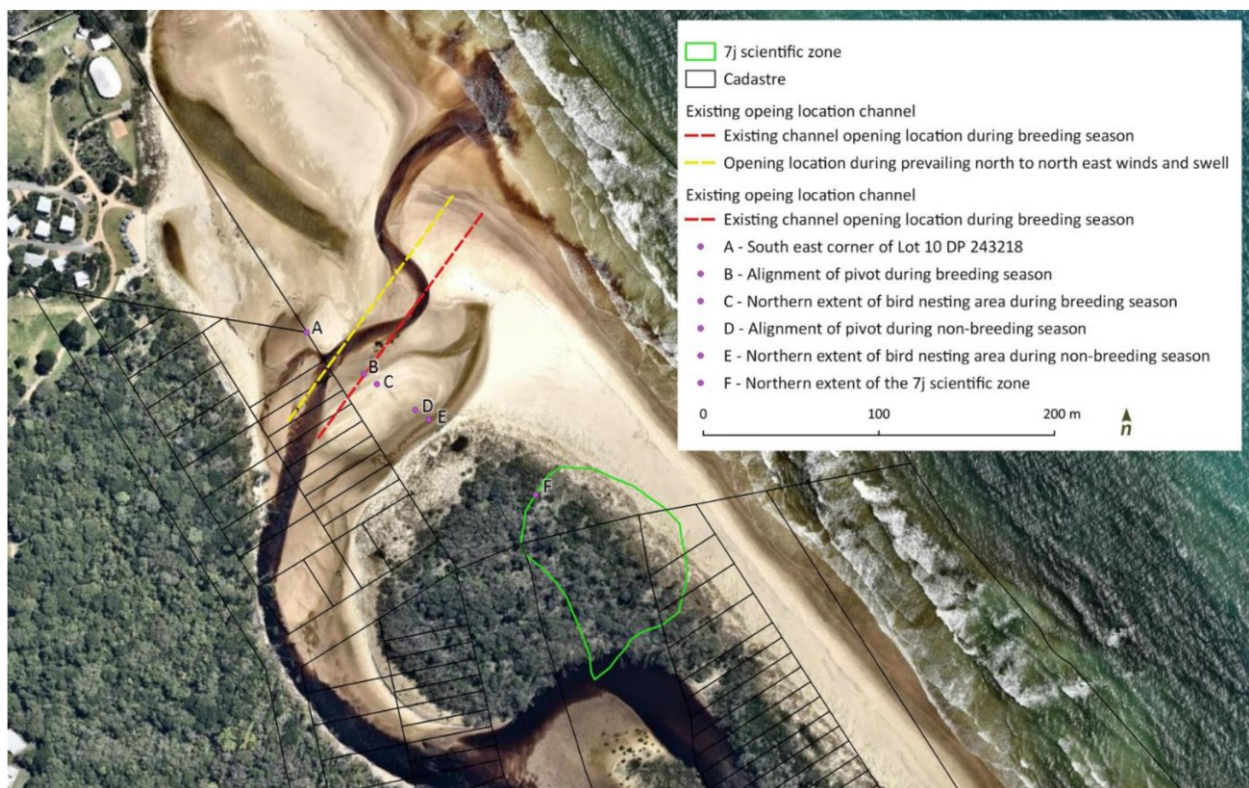 7j scientific zone
Cadastre
Existing opeing location channel
Existing channel opening location during breeding season
Opening location during prevailing north to north east winds and swell
Existing opeing location channel
Existing channel opening location during breeding season
A - South east corner of Lot 10 DP 243218
B - Alignment of pivot during breeding season
C - Northern extent of bird nesting area during breeding season
D - Alignment of pivot during non-breeding season
E - Northern extent of bird nesting area during non-breeding season
F - Northern extent of the 7j scientific zone
0 100 200 m
n
A
B
C
D
E
F